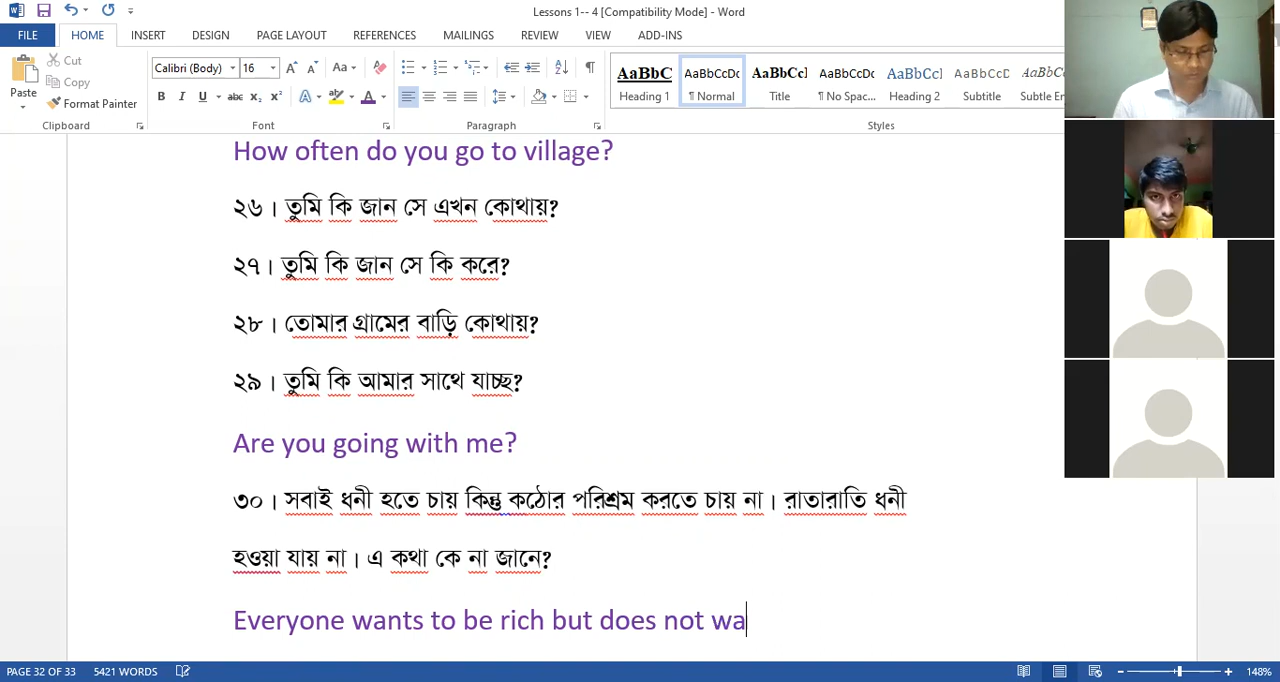 Lessons 1-- 4 [Compatibility Mode] - Word
FILE HOME INSERT DESIGN PAGE LAYOUT REFERENCES MAILINGS REVIEW VIEW ADD-INS
Cut
Copy
Format Painter
Paste
Calibri (Body) 16
AaBbC AaBbCcDc AaBbCcI AaBbCcDc AaBbCcI AaBbCcD AaBbCcD
Heading 1 ¶ Normal Title ¶ No Spac... Heading 2 Subtitle Subtle En
Clipboard Font Paragraph Styles
How often do you go to village?
২৬। তুমি কি জান সে এখন কোথায়?
২৭। তুমি কি জান সে কি করে?
২৮। তোমার গ্রামের বাড়ি কোথায়?
২৯। তুমি কি আমার সাথে যাচ্ছ?
Are you going with me?
৩০। সবাই ধনী হতে চায় কিন্তু কঠোর পরিশ্রম করতে চায় না। রাতারাতি ধনী
হওয়া যায় না। এ কথা কে না জানে?
Everyone wants to be rich but does not wa
PAGE 32 OF 33 5421 WORDS 148%